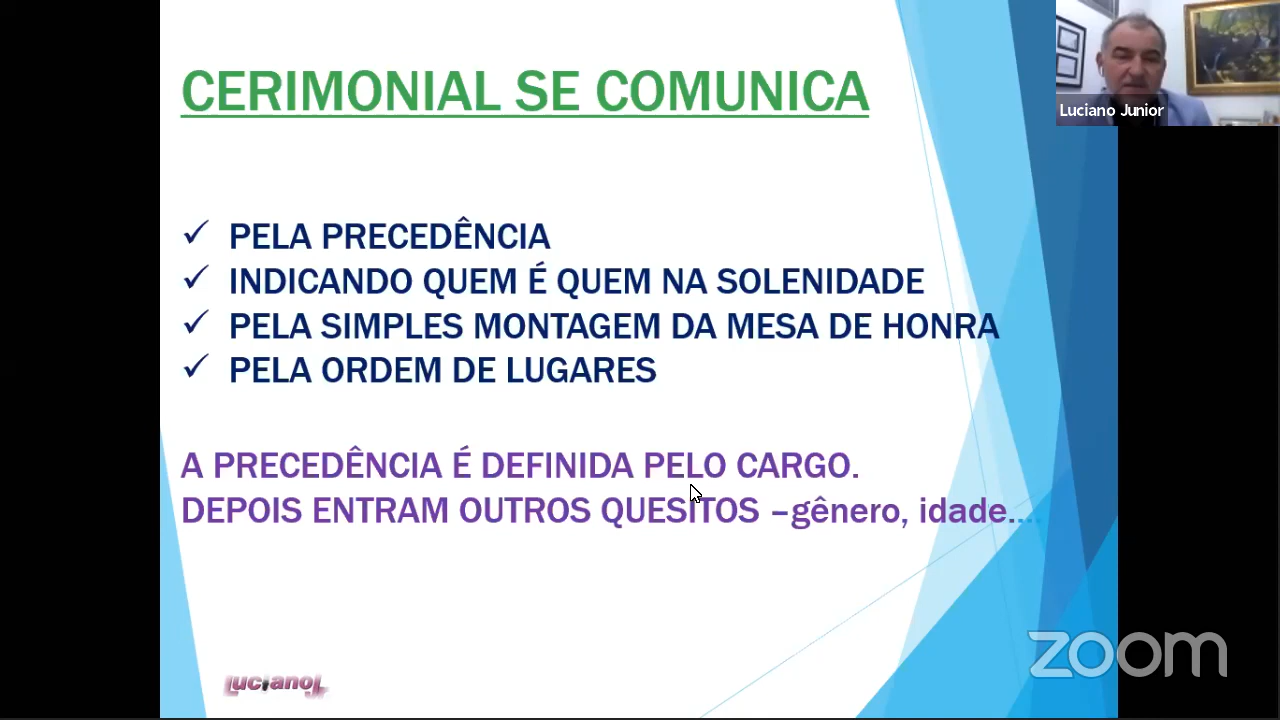 CERIMONIAL SE COMUNICA
Luciano Junior
✓ PELA PRECEDÊNCIA
✓ INDICANDO QUEM É QUEM NA SOLENIDADE
✓ PELA SIMPLES MONTAGEM DA MESA DE HONRA
✓ PELA ORDEM DE LUGARES
A PRECEDÊNCIA É DEFINIDA PELO CARGO.
DEPOIS ENTRAM OUTROS QUESITOS –gênero, idade....
zoom
LucianoJr